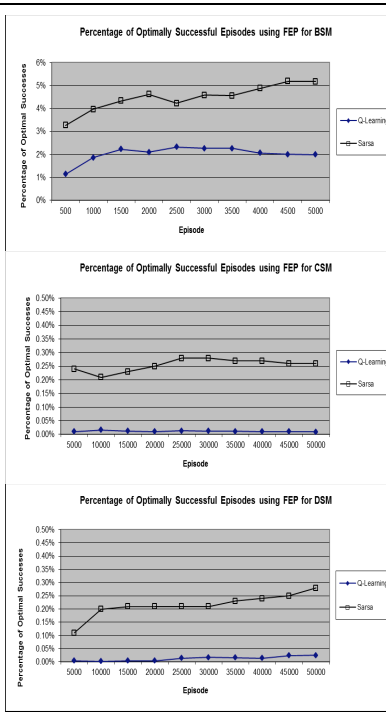 Percentage of Optimally Successful Episodes using FEP for BSM
Percentage of Optimal Successes
6%
5%
4%
3%
2%
1%
0%
500 1000 1500 2000 2500 3000 3500 4000 4500 5000
Episode
Q-Learning
Sarsa
Percentage of Optimally Successful Episodes using FEP for CSM
Percentage of Optimal Successes
0.50%
0.45%
0.40%
0.35%
0.30%
0.25%
0.20%
0.15%
0.10%
0.05%
0.00%
5000 10000 15000 20000 25000 30000 35000 40000 45000 50000
Episode
Q-Learning
Sarsa
Percentage of Optimally Successful Episodes using FEP for DSM
Percentage of Optimal Successes
0.50%
0.45%
0.40%
0.35%
0.30%
0.25%
0.20%
0.15%
0.10%
0.05%
0.00%
5000 10000 15000 20000 25000 30000 35000 40000 45000 50000
Episode
Q-Learning
Sarsa